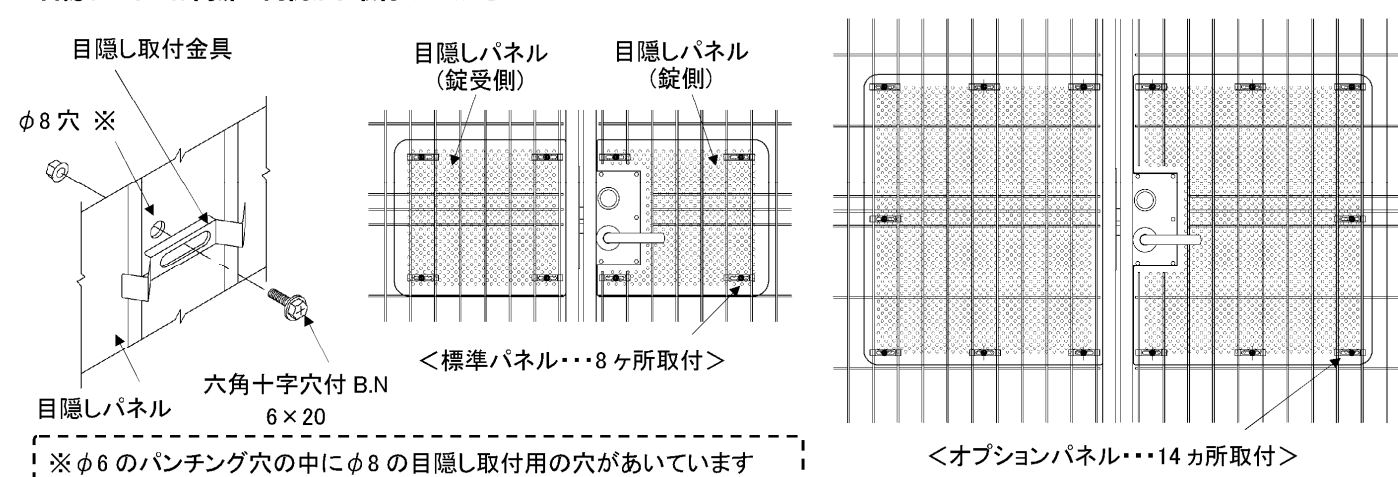 目隠し取付金具
φ8穴 ※
目隠しパネル
(錠受側)
目隠しパネル
(錠側)
<標準パネル・・・8ヶ所取付>
六角十字穴付 B.N
6×20
目隠しパネル
<オプションパネル・・・14ヵ所取付>
※φ6のパンチング穴の中にφ8の目隠し取付用の穴があいています